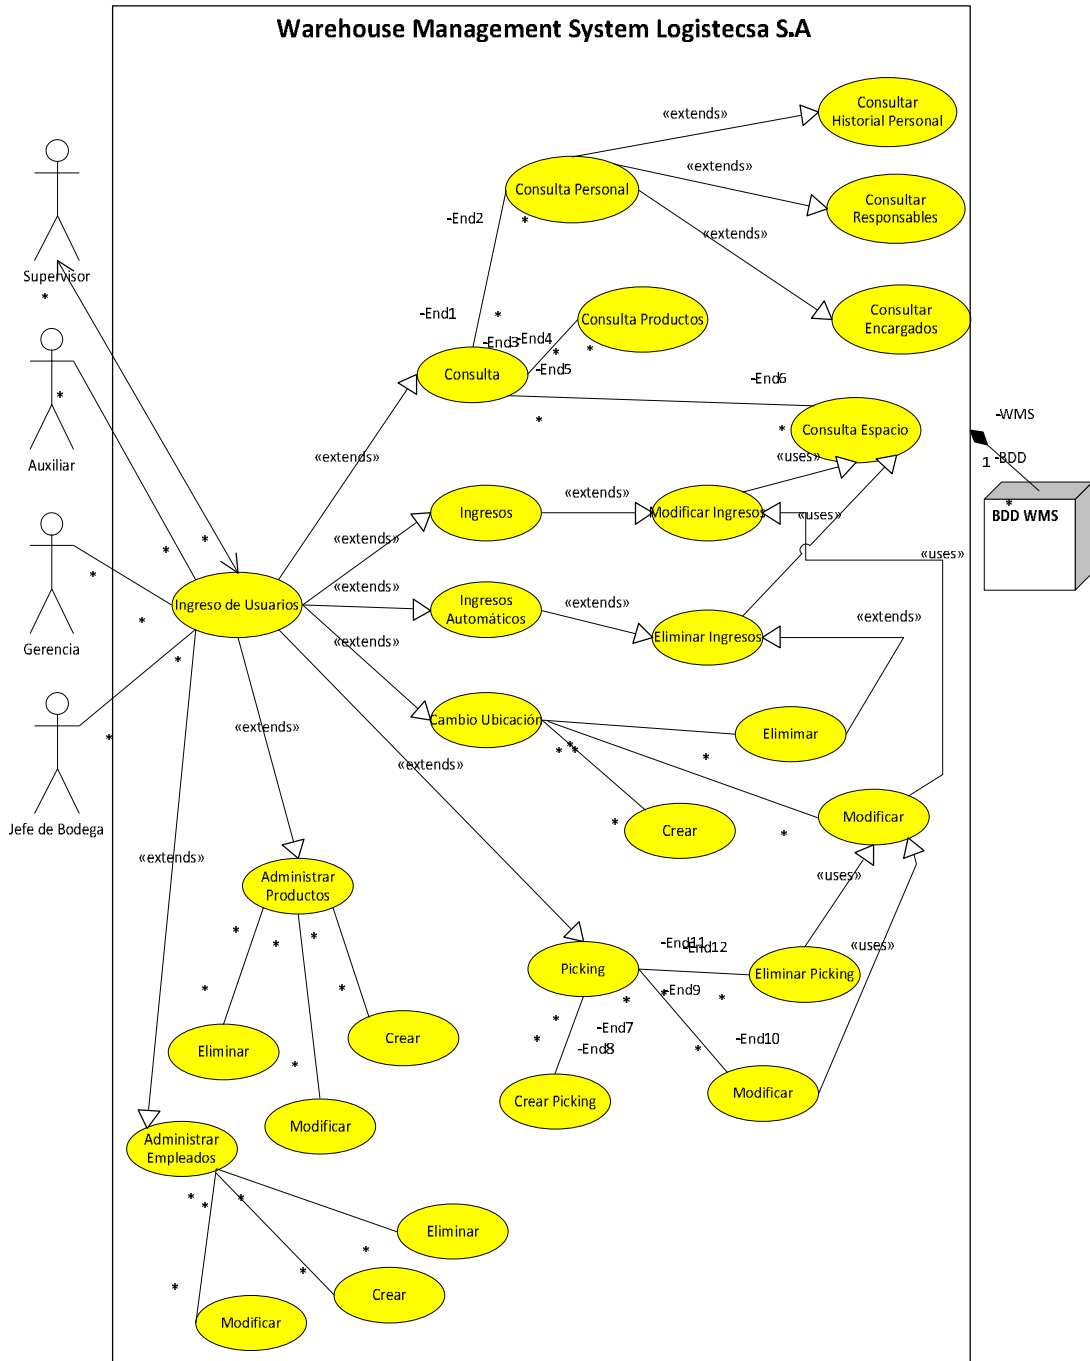 Warehouse Management System Logistecsa S.A
Consultar
Historial Personal
«extends»
Consulta Personal
«extends»
Consultar
Responsables
-End2
*
«extends»
Supervisor
*
-End1
*
Consulta Productos
Consultar
Encargados
-End3
-End4
*
*
-End5
Consulta
-End6
*
*
Auxiliar
*
Consulta Espacio
-WMS
1
-BDD
*
BDD WMS
«extends»
«uses»
Ingresos
«extends»
Modificar Ingresos
«uses»
«extends»
«uses»
Gerencia
*
*
*
Ingreso de Usuarios
«extends»
Ingresos
Automáticos
«extends»
Eliminar Ingresos
«extends»
*
*
«extends»
Jefe de Bodega
*
Cambio Ubicación
Elimimar
«extends»
*
*
*
*
«extends»
Crear
*
*
Modificar
«extends»
Administrar
Productos
«uses»
*
*
*
Picking
-End11
-End12
Eliminar Picking
«uses»
*
*
*
-End9
*
*
*
*
Eliminar
Crear
*
-End7
-End8
-End10
*
*
Modificar
Crear Picking
Modificar
Administrar
Empleados
*
*
*
Eliminar
*
*
*
Crear
Modificar